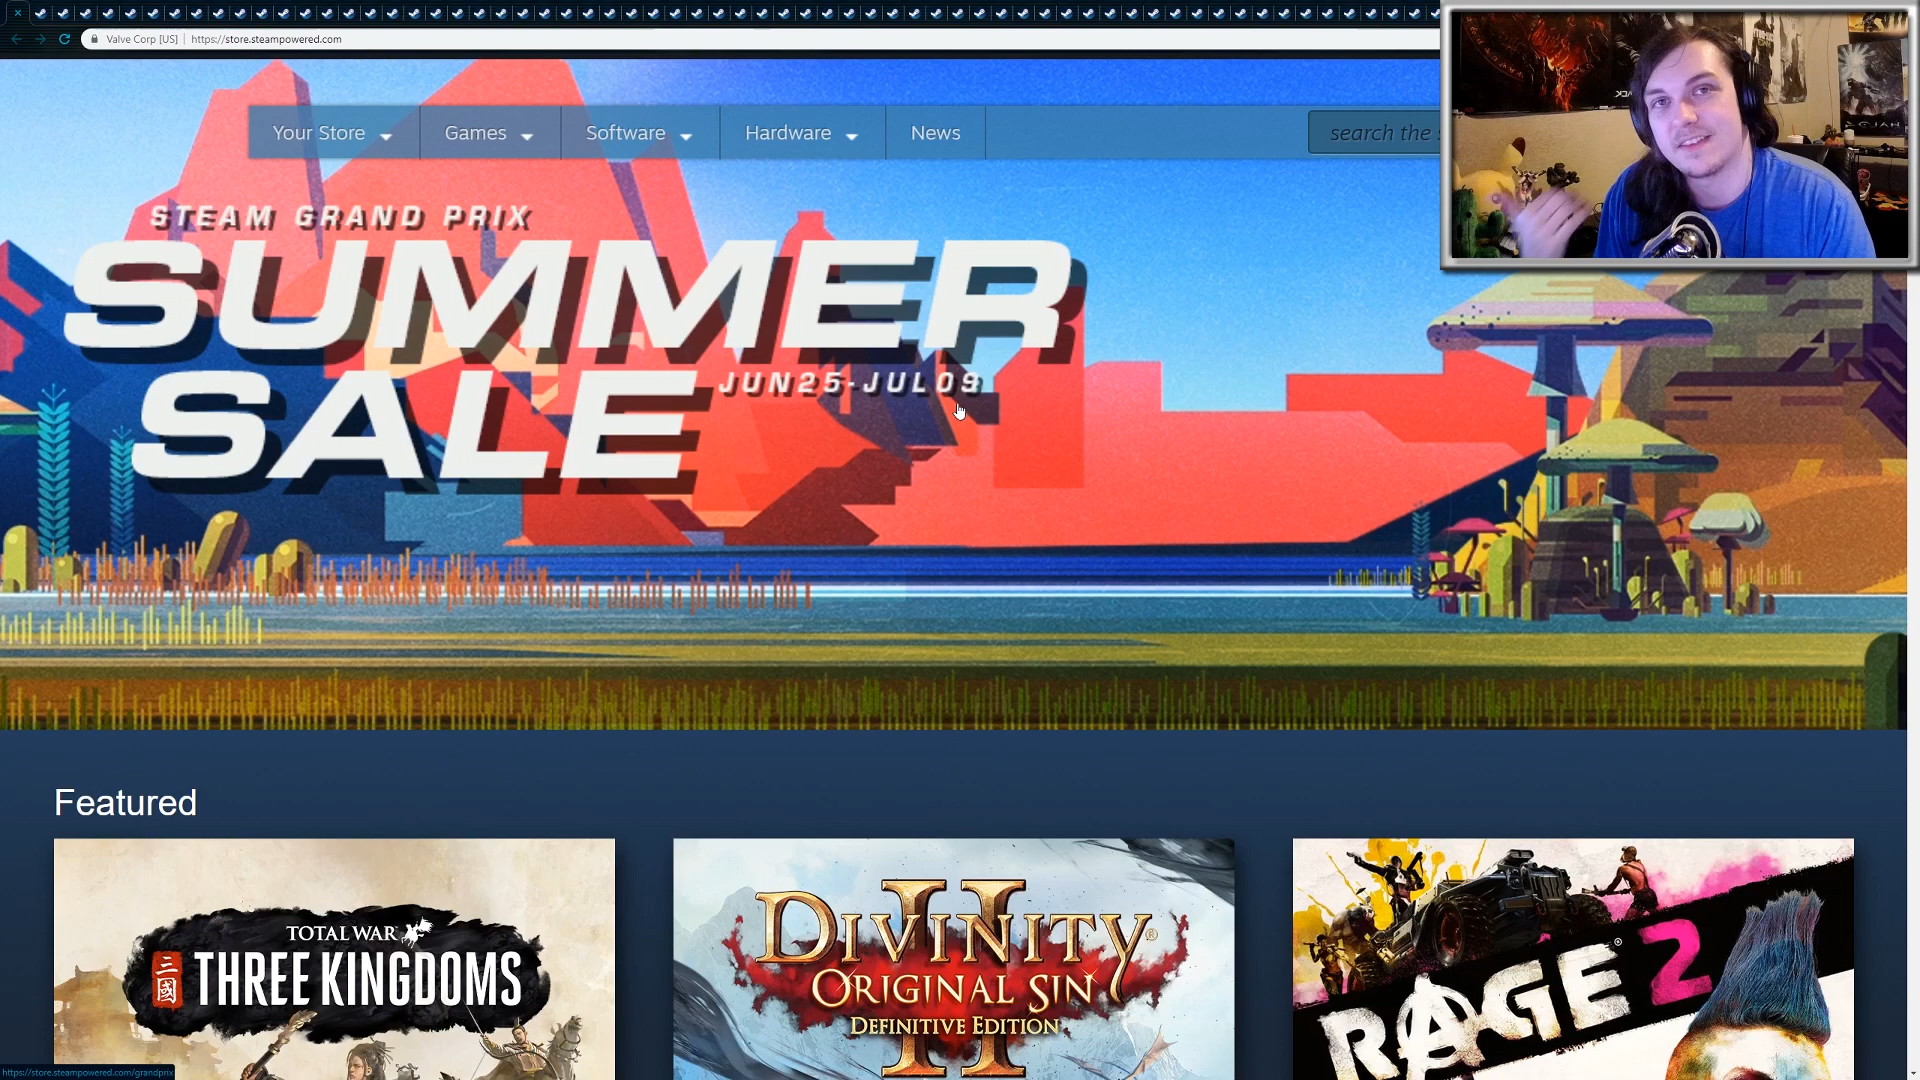 Valve Corp [US] | https://store.steampowered.com
Your Store
Games
Software
Hardware
News
search the s
STEAM GRAND PRIX
SUMMER
SALE
JUN25-JUL09
Featured
TOTAL WAR
三國
THREE KINGDOMS
DIVINITY®
ORIGINAL SIN
II
DEFINITIVE EDITION
RAGE® 2
https://store.steampowered.com/grandprix